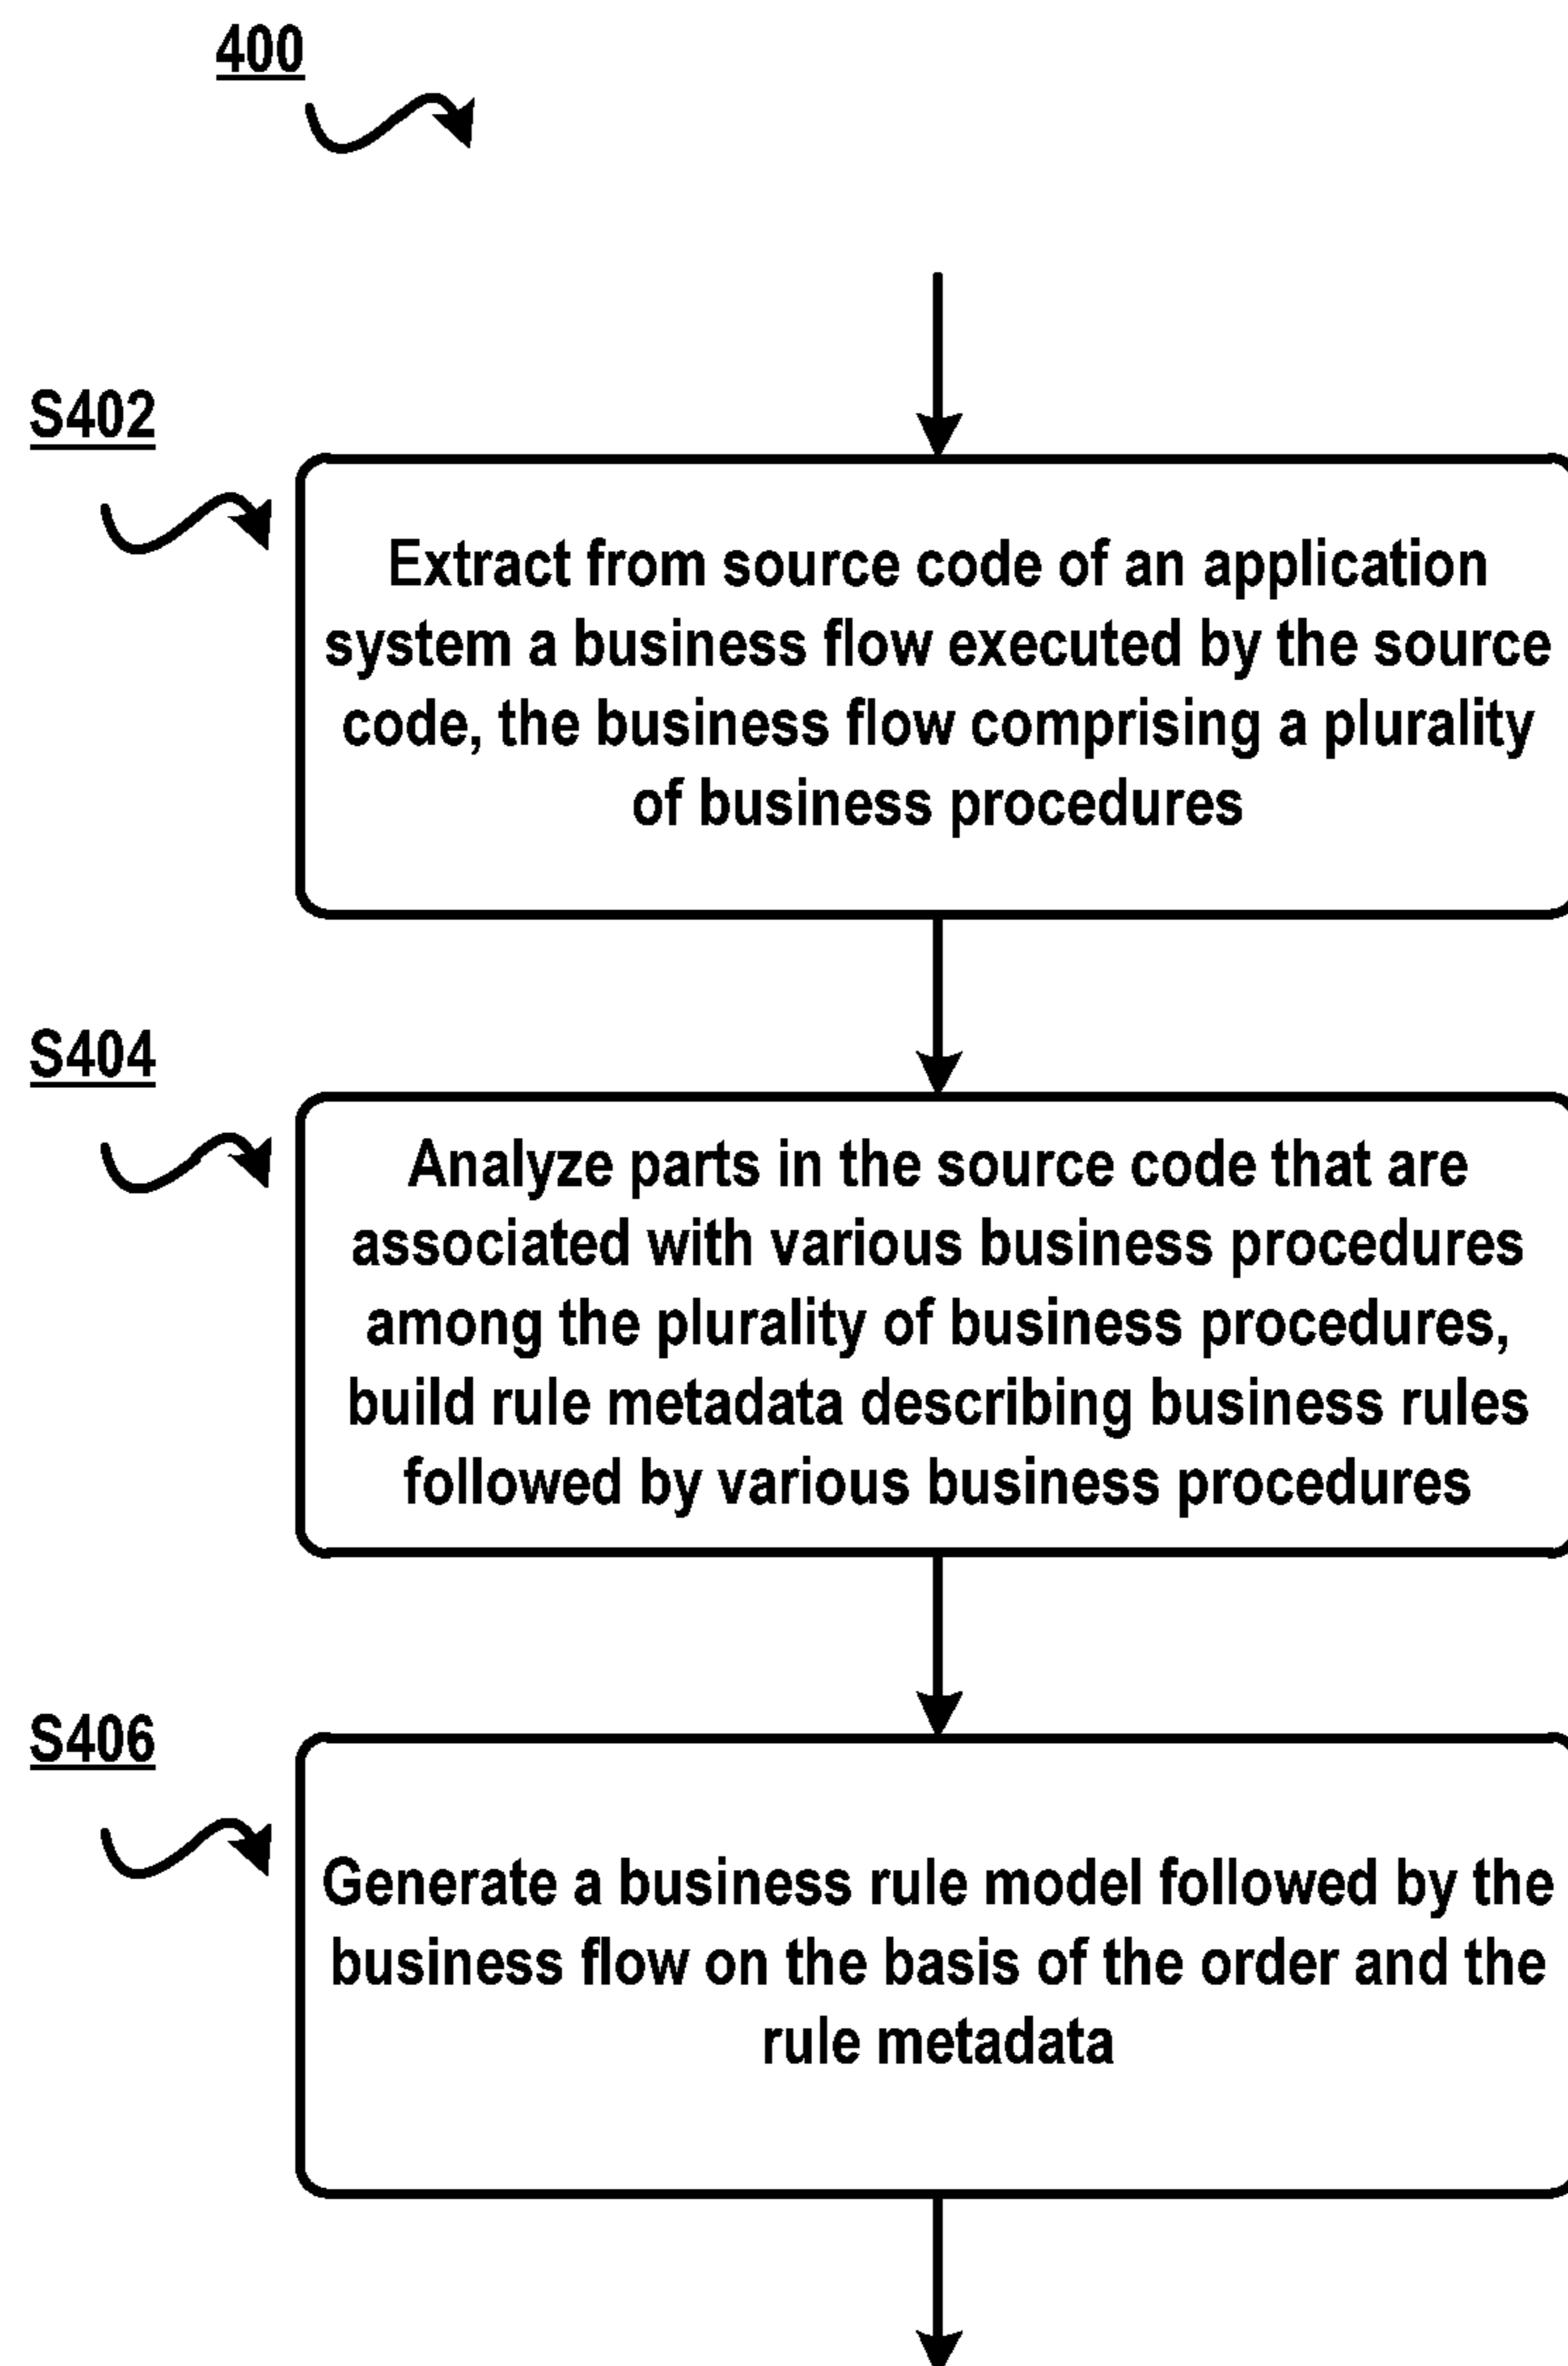 400
S402
Extract from source code of an application
system a business flow executed by the source
code, the business flow comprising a plurality
of business procedures
S404
Analyze parts in the source code that are
associated with various business procedures
among the plurality of business procedures,
build rule metadata describing business rules
followed by various business procedures
S406
Generate a business rule model followed by the
business flow on the basis of the order and the
rule metadata